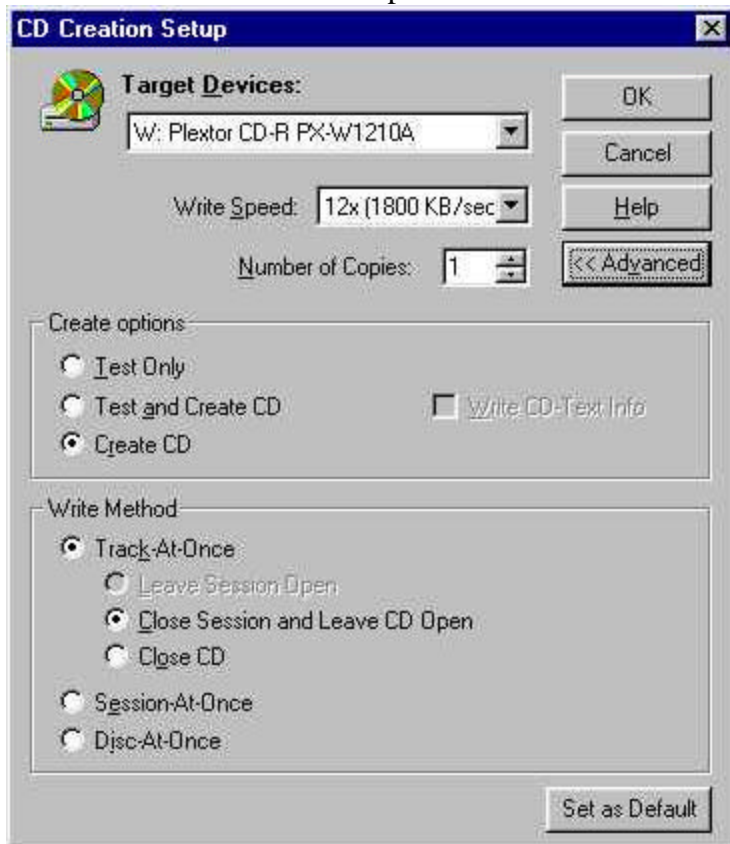 CD Creation Setup
Target Devices:
OK
W: Plextor CD-R PX-W1210A
Cancel
Write Speed: 12x (1800 KB/sec
Help
Number of Copies: 1
<< Advanced
Create options
Test Only
Test and Create CD
Write CD-Text Info
Create CD
Write Method
Track-At-Once
Leave Session Open
Close Session and Leave CD Open
Close CD
Session-At-Once
Disc-At-Once
Set as Default